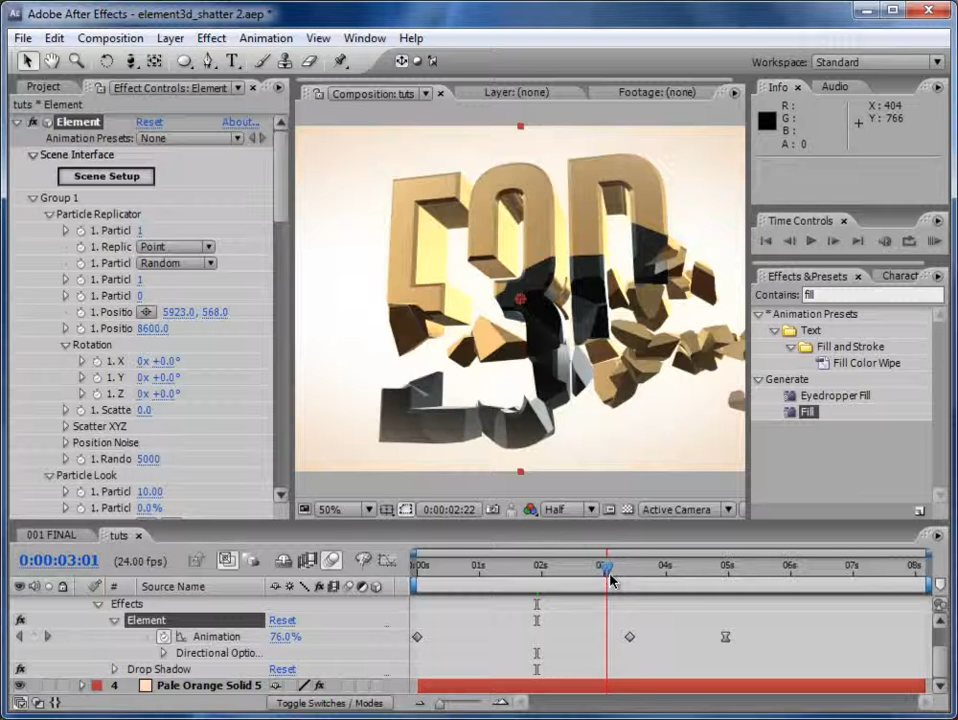 Adobe After Effects - element3d_shatter 2.aep *
File Edit Composition Layer Effect Animation View Window Help
Workspace: Standard
Project Effect Controls: Element
Composition: tuts Layer: (none) Footage: (none)
Info Audio
tuts * Element
Element Reset About...
Animation Presets: None
Scene Interface
Scene Setup
Group 1
Particle Replicator
1. Particl 1
1. Replic Point
1. Particl Random
1. Particl 1
1. Particl 0
1. Positio 5923.0, 568.0
1. Positio 8600.0
Rotation
1. X 0x +0.0°
1. Y 0x +0.0°
1. Z 0x +0.0°
1. Scatte 0.0
Scatter XYZ
Position Noise
1. Rando 5000
Particle Look
1. Particl 10.00
1. Particl 0.0%
R :
G :
B :
A : 0
X : 404
Y : 766
Time Controls
Effects&Presets Charact
Contains: fill
* Animation Presets
Text
Fill and Stroke
Fill Color Wipe
Generate
Eyedropper Fill
Fill
50% 0:00:02:22 Half Active Camera
001 FINAL tuts
0:00:03:01 (24.00 fps)
# Source Name
:00s 01s 02s 03s 04s 05s 06s 07s 08s
Effects
Element Reset
Animation 76.0%
Directional Optio...
Drop Shadow Reset
4 Pale Orange Solid 5
Toggle Switches / Modes